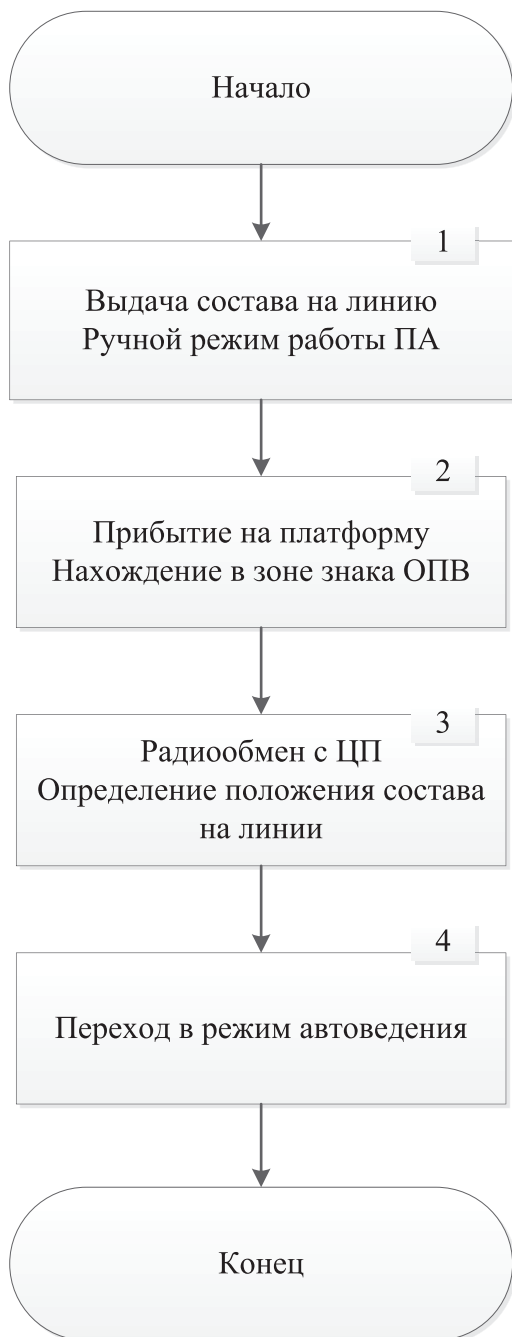 Начало
1
Выдача состава на линию
Ручной режим работы ПА
2
Прибытие на платформу
Нахождение в зоне знака ОПВ
3
Радиообмен с ЦП
Определение положения состава
на линии
4
Переход в режим автоведения
Конец